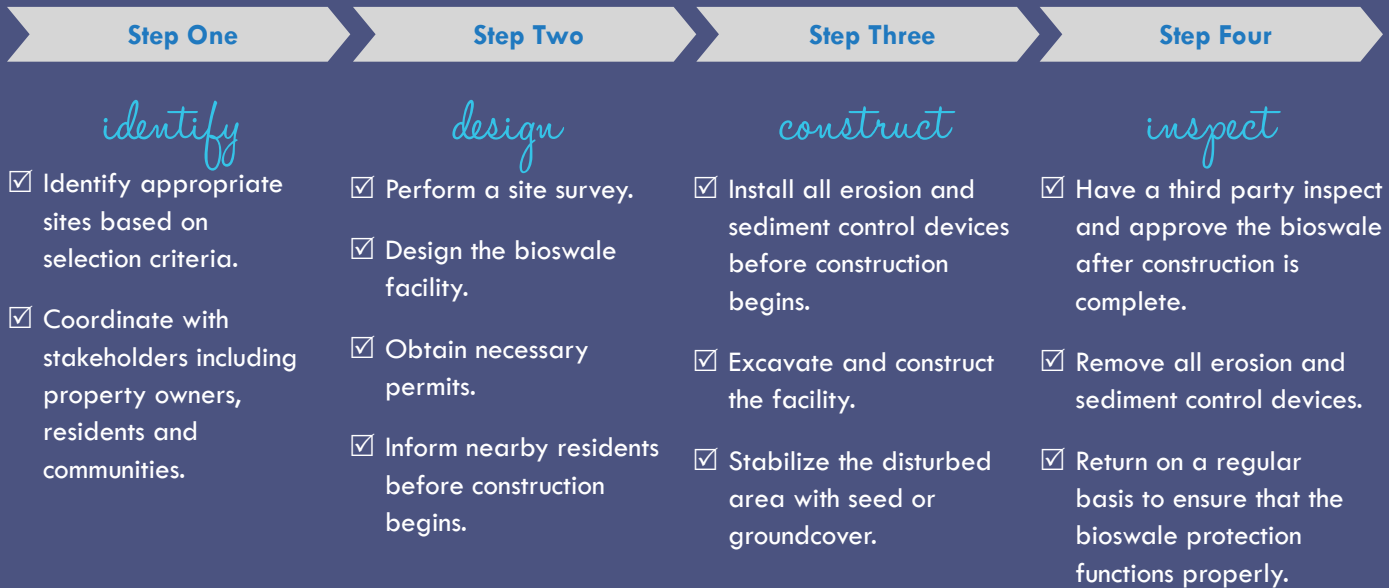 Step One
identify
☑ Identify appropriate
sites based on
selection criteria.
☑ Coordinate with
stakeholders including
property owners,
residents and
communities.
Step Two
design
☑ Perform a site survey.
☑ Design the bioswale
facility.
☑ Obtain necessary
permits.
☑ Inform nearby residents
before construction
begins.
Step Three
construct
☑ Install all erosion and
sediment control devices
before construction
begins.
☑ Excavate and construct
the facility.
☑ Stabilize the disturbed
area with seed or
groundcover.
Step Four
inspect
☑ Have a third party inspect
and approve the bioswale
after construction is
complete.
☑ Remove all erosion and
sediment control devices.
☑ Return on a regular
basis to ensure that the
bioswale protection
functions properly.